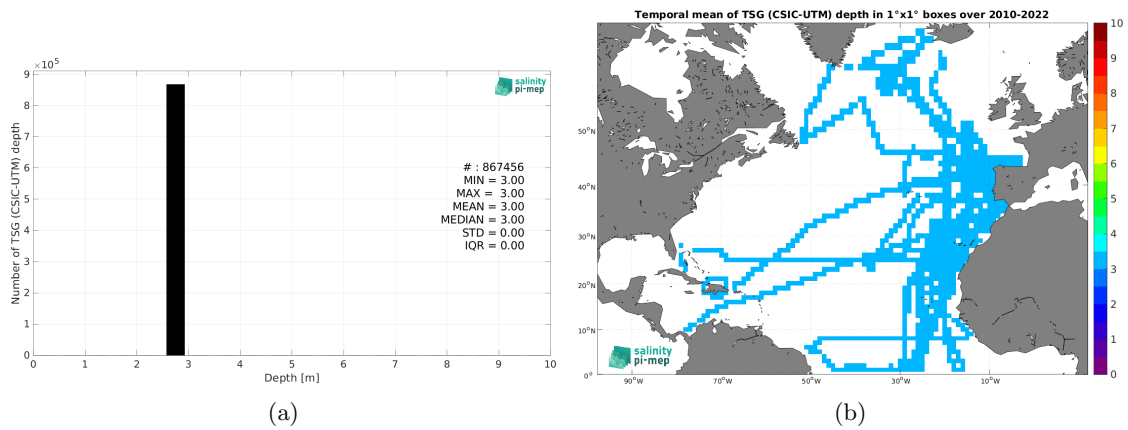 Number of TSG (CSIC-UTM) depth
×10⁵
9
8
7
6
5
4
3
2
1
0
salinity
pi-mep
# : 867456
MIN = 3.00
MAX = 3.00
MEAN = 3.00
MEDIAN = 3.00
STD = 0.00
IQR = 0.00
0 1 2 3 4 5 6 7 8 9 10
Depth [m]
(a)
Temporal mean of TSG (CSIC-UTM) depth in 1°x1° boxes over 2010-2022
50°N
40°N
30°N
20°N
10°N
0°
90°W 70°W 50°W 30°W 10°W
salinity
pi-mep
10
9
8
7
6
5
4
3
2
1
0
(b)